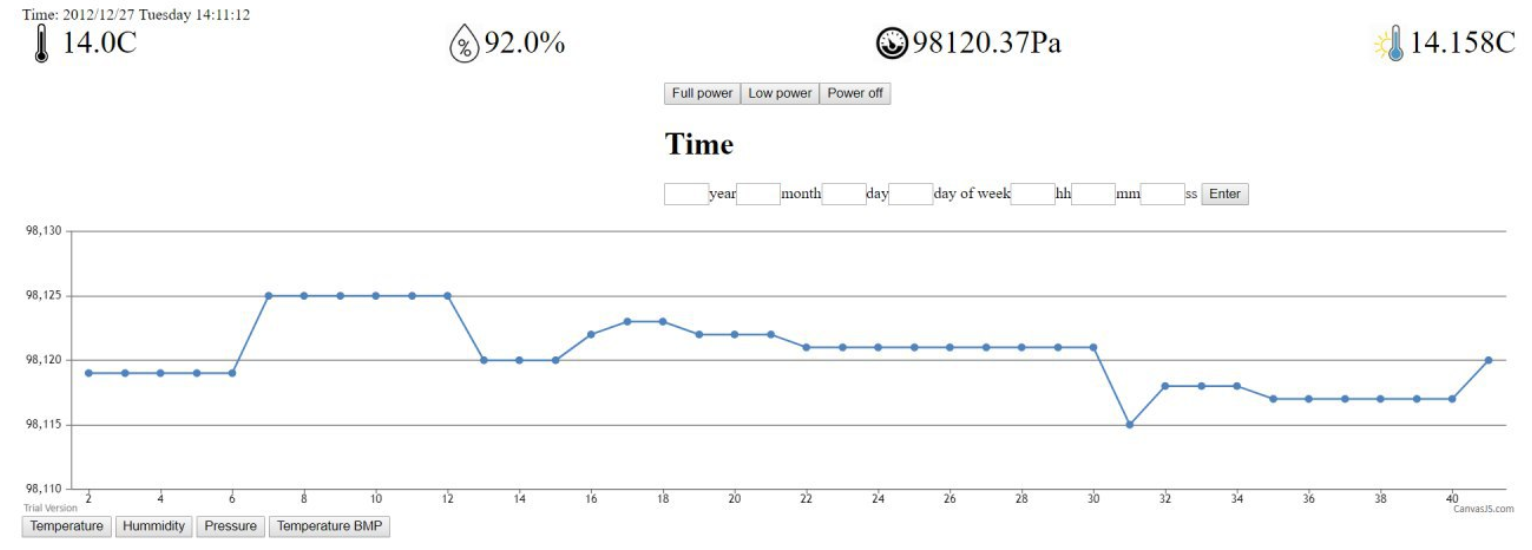 Time: 2012/12/27 Tuesday 14:11:12
14.0C % 92.0% 98120.37Pa 14.158C
Full power Low power Power off
Time
year month day day of week hh mm ss Enter
98,130
98,125
98,120
98,115
98,110
2 4 6 8 10 12 14 16 18 20 22 24 26 28 30 32 34 36 38 40
Trial Version CanvasJS.com
Temperature Hummidity Pressure Temperature BMP